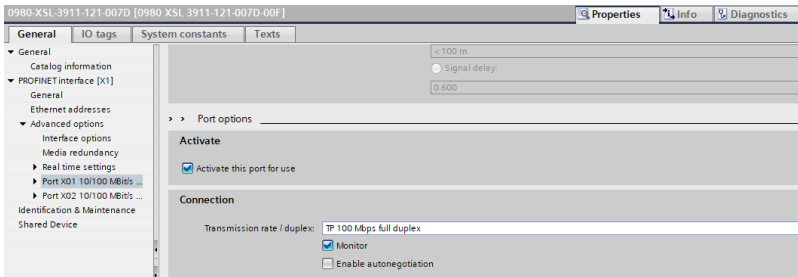 0980-XSL-3911-121-007D [0980 XSL 3911-121-007D-00F]
Properties Info Diagnostics
General IO tags System constants Texts
General
Catalog information
PROFINET interface [X1]
General
Ethernet addresses
Advanced options
Interface options
Media redundancy
Real time settings
Port X01 10/100 MBit/s ...
Port X02 10/100 MBit/s ...
Identification & Maintenance
Shared Device
< 100 m
Signal delay:
0.600
> > Port options
Activate
Activate this port for use
Connection
Transmission rate / duplex: TP 100 Mbps full duplex
Monitor
Enable autonegotiation